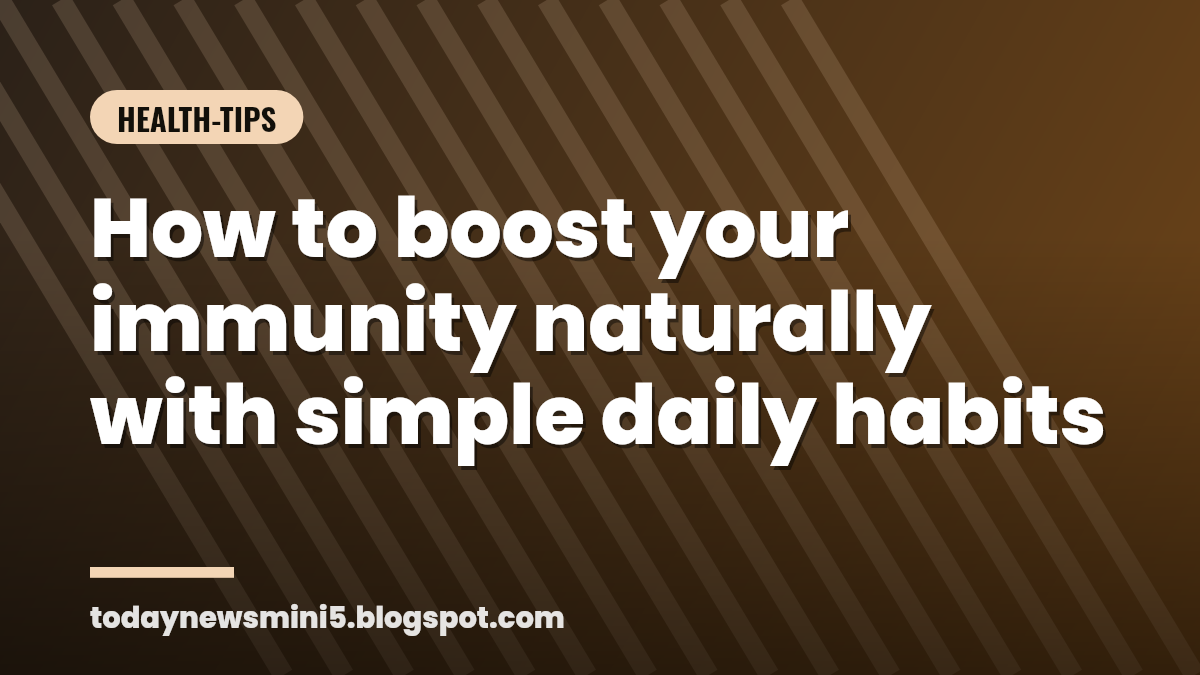 HEALTH-TIPS
How to boost your
immunity naturally
with simple daily habits
todaynewsmini5.blogspot.com